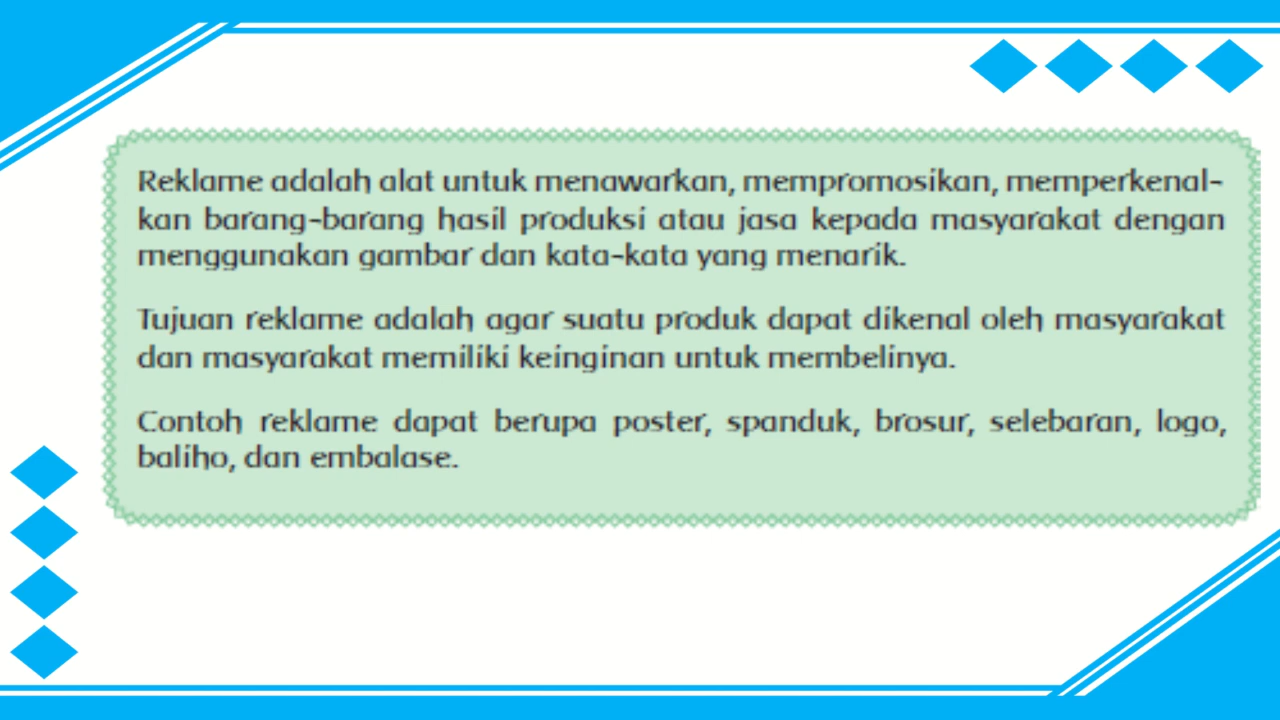 Reklame adalah alat untuk menawarkan, mempromosikan, memperkenal-
kan barang-barang hasil produksi atau jasa kepada masyarakat dengan
menggunakan gambar dan kata-kata yang menarik.
Tujuan reklame adalah agar suatu produk dapat dikenal oleh masyarakat
dan masyarakat memiliki keinginan untuk membelinya.
Contoh reklame dapat berupa poster, spanduk, brosur, selebaran, logo,
baliho, dan embalase.